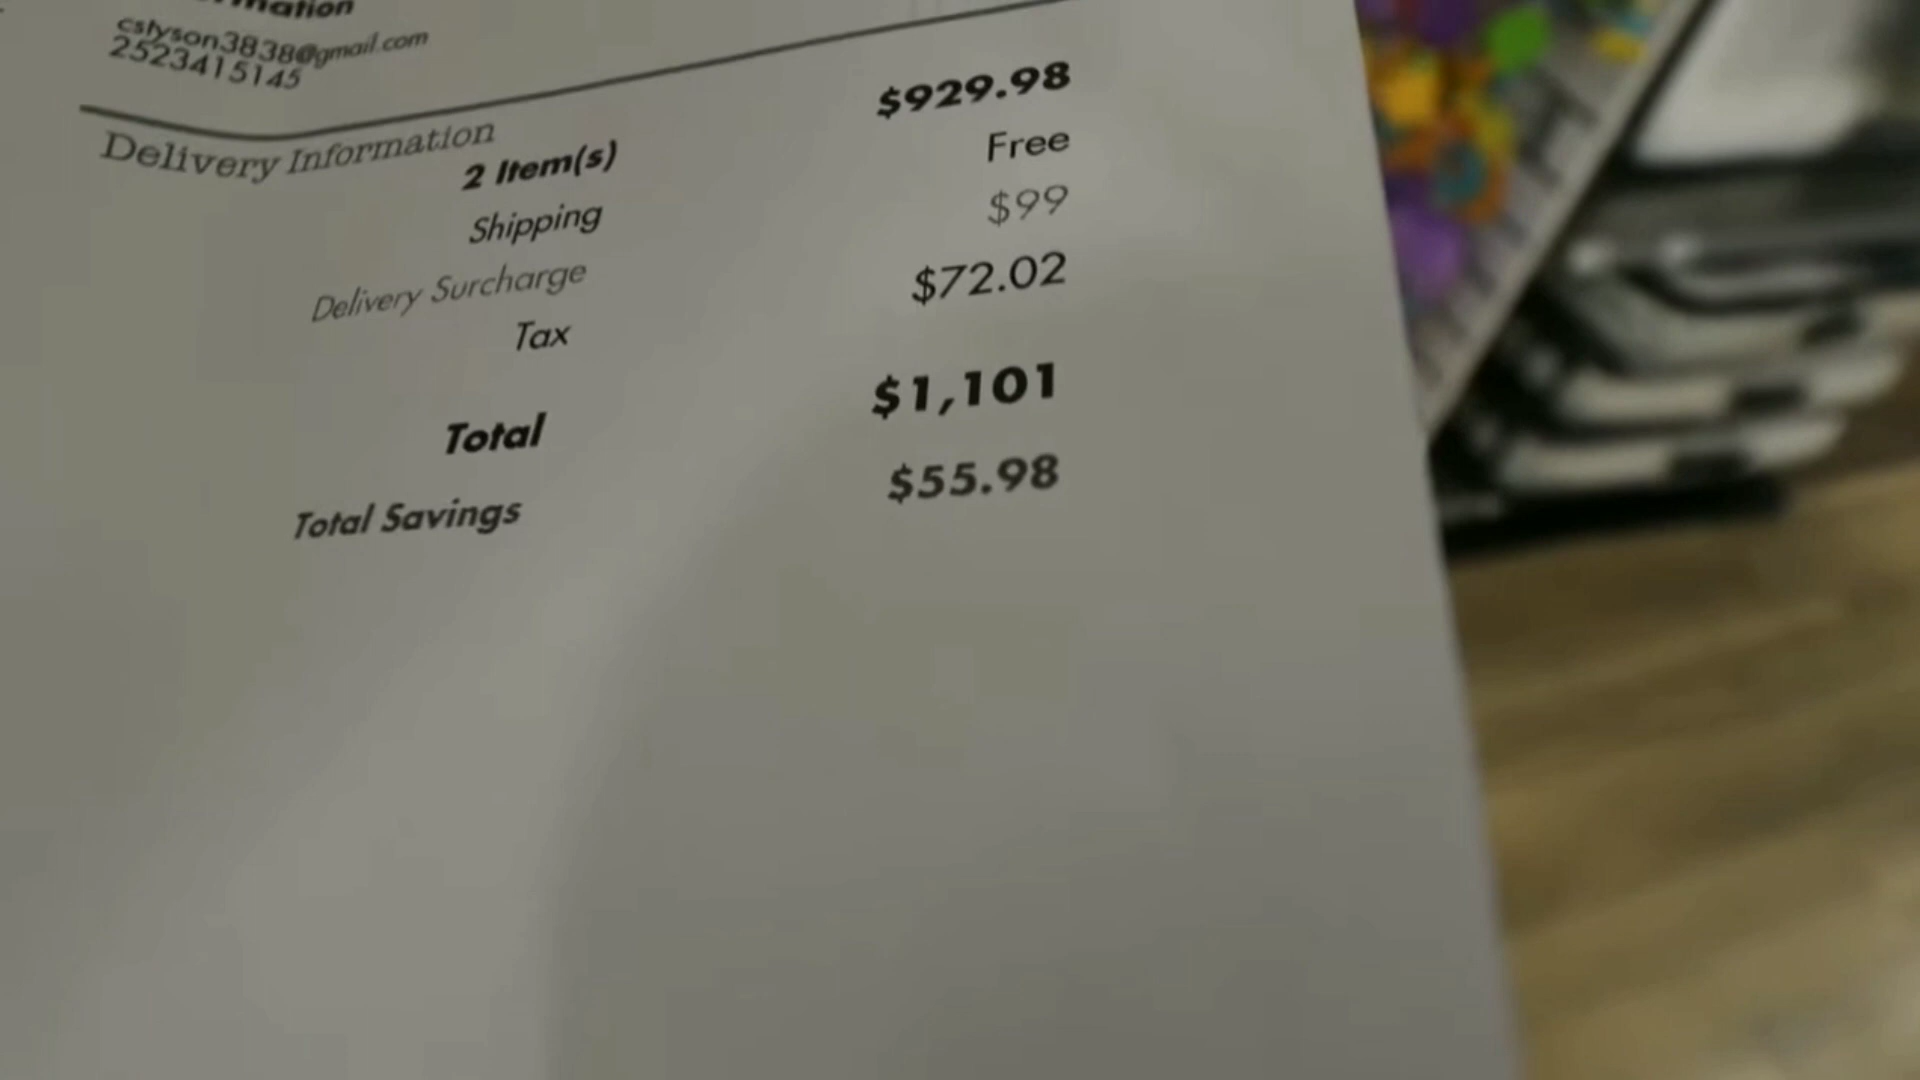 cstyson3838@gmail.com
2523415145
Delivery Information
2 Item(s) $929.98
Shipping Free
Delivery Surcharge $99
Tax $72.02
Total $1,101
Total Savings $55.98